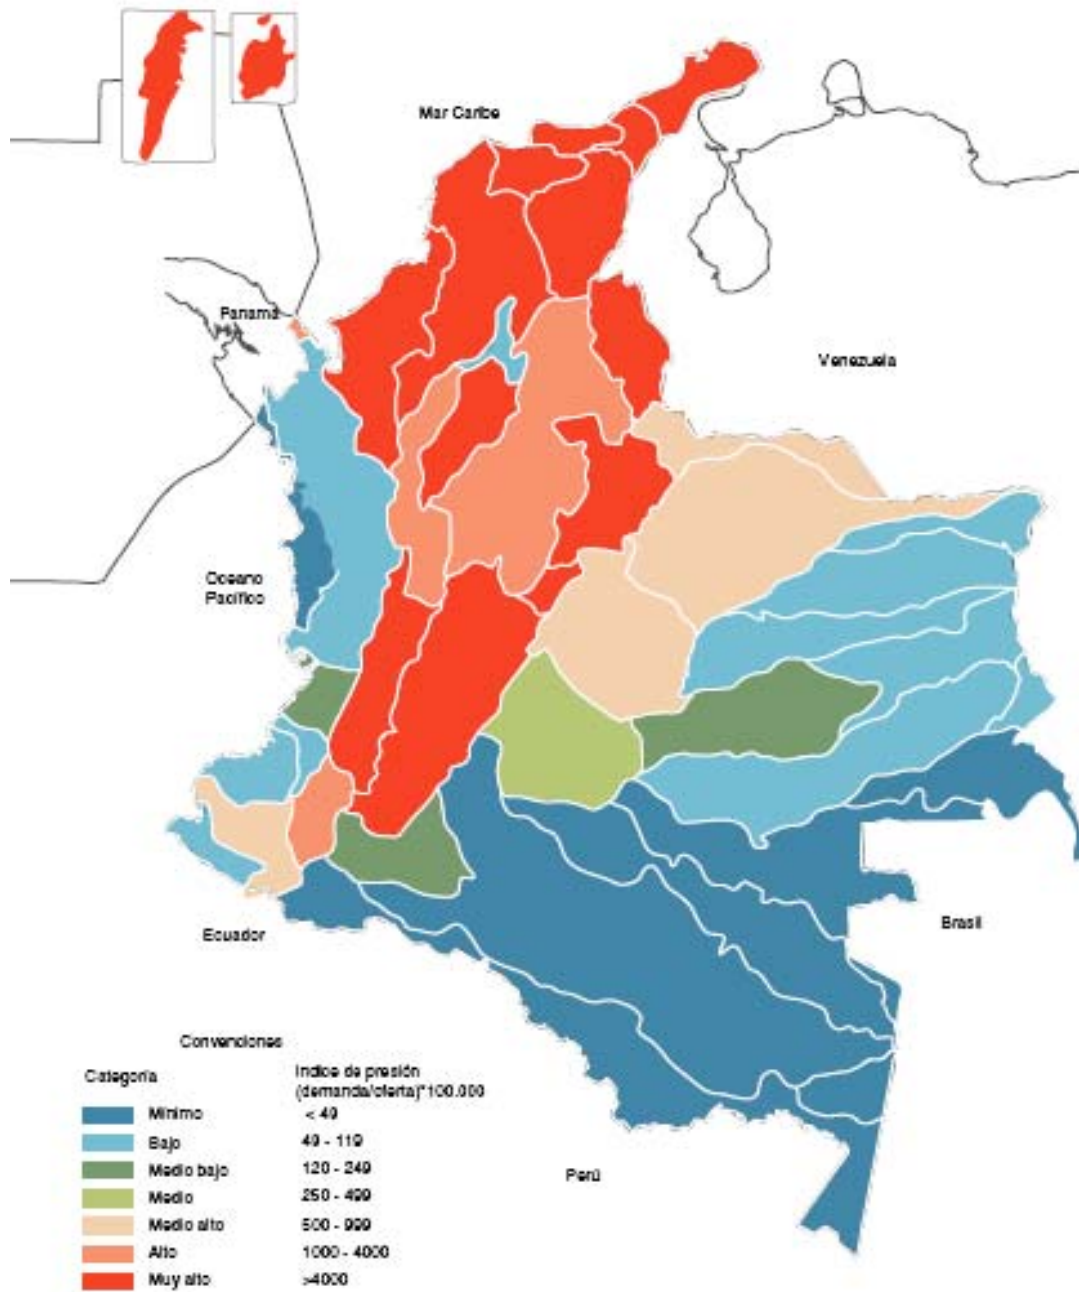 Mar Caribe
Panamá
Venezuela
Oceano
Pacífico
Ecuador
Brasil
Perú
Convenciones
Categoría
Indice de presión
(demanda/oferta)*100.000
Mínimo < 49
Bajo 49 - 119
Medio bajo 120 - 249
Medio 250 - 499
Medio alto 500 - 999
Alto 1000 - 4000
Muy alto >4000